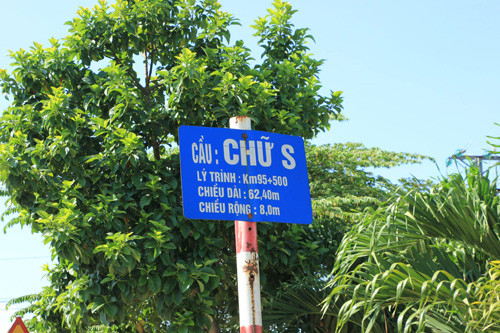 CẦU : CHỮ S
LÝ TRÌNH : Km95+500
CHIỀU DÀI : 62,40m
CHIỀU RỘNG : 8,0m